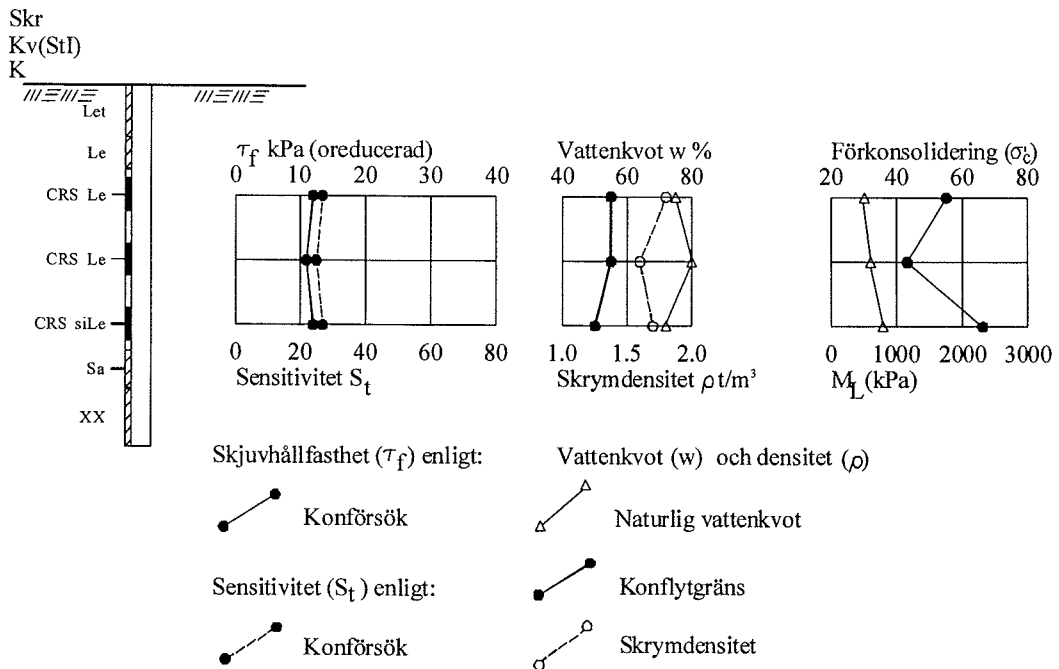 Skr
Kv(StI)
K
Let
Le
CRS Le
CRS Le
CRS siLe
Sa
XX
τf kPa (oreducerad)
0 10 20 30 40
0 20 40 60 80
Sensitivitet St
Vattenkvot w %
40 60 80
1.0 1.5 2.0
Skrymdensitet ρ t/m³
Förkonsolidering (σ'c)
20 40 60 80
0 1000 2000 3000
ML (kPa)
Skjuvhållfasthet (τf) enligt:
Konförsök
Sensitivitet (St) enligt:
Konförsök
Vattenkvot (w) och densitet (ρ)
Naturlig vattenkvot
Konflytgräns
Skrymdensitet